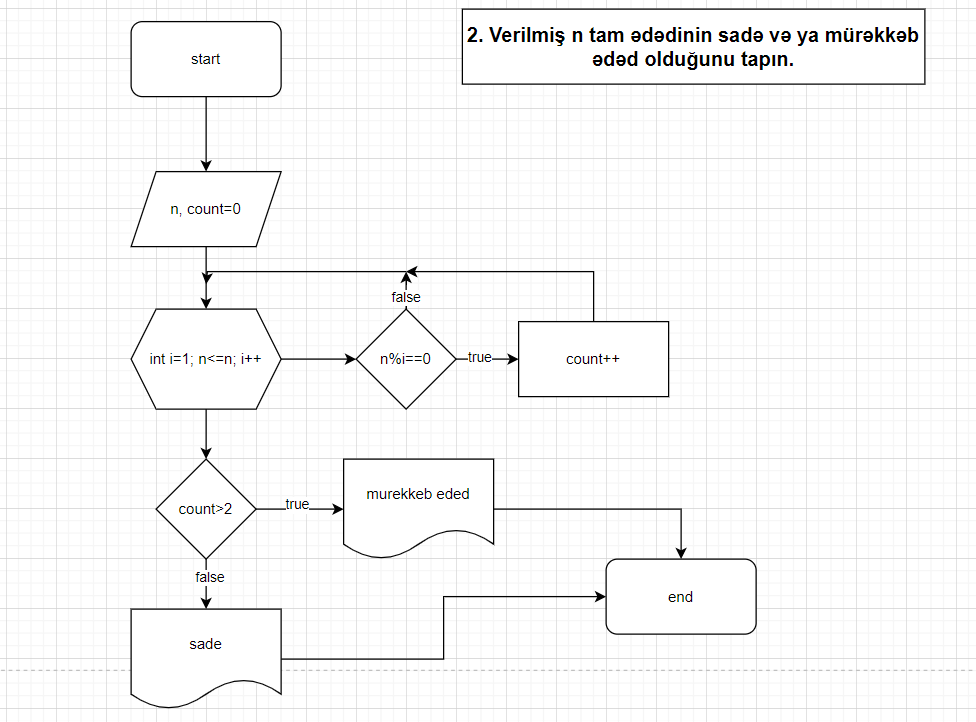 2. Verilmiş n tam ədədinin sadə və ya mürəkkəb
ədəd olduğunu tapın.
start
n, count=0
false
int i=1; n<=n; i++
n%i==0
true
count++
murekkeb eded
count>2
true
false
end
sade